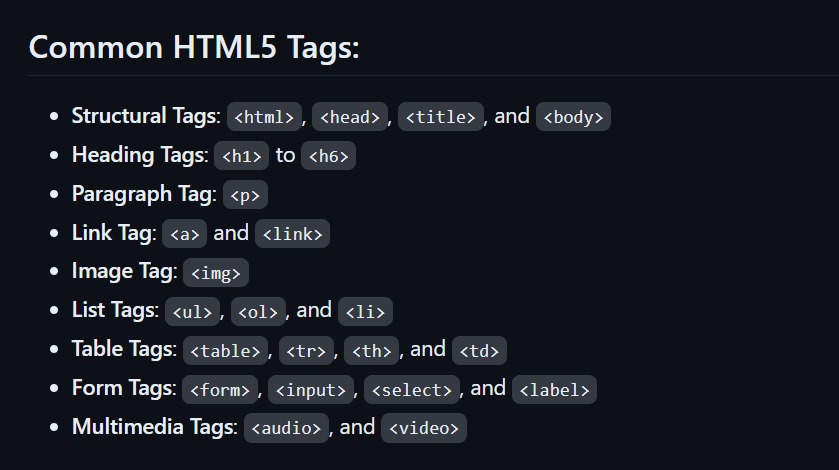 Common HTML5 Tags:
• Structural Tags: <html>, <head>, <title>, and <body>
• Heading Tags: <h1> to <h6>
• Paragraph Tag: <p>
• Link Tag: <a> and <link>
• Image Tag: <img>
• List Tags: <ul>, <ol>, and <li>
• Table Tags: <table>, <tr>, <th>, and <td>
• Form Tags: <form>, <input>, <select>, and <label>
• Multimedia Tags: <audio>, and <video>